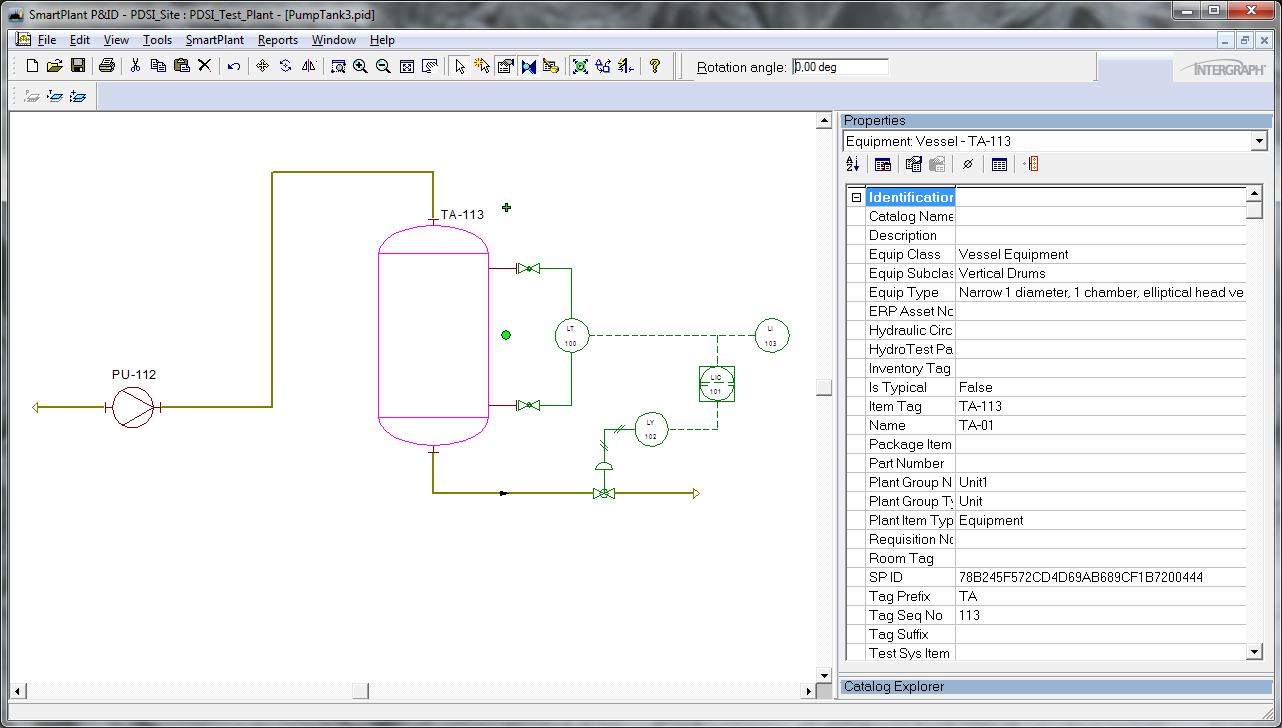 SmartPlant P&ID - PDSI_Site : PDSI_Test_Plant - [PumpTank3.pid]
File Edit View Tools SmartPlant Reports Window Help
Rotation angle: 0,00 deg
INTERGRAPH
TA-113
PU-112
LT
100
LI
103
LIC
101
LY
102
Properties
Equipment: Vessel - TA-113
Identification
Catalog Name
Description
Equip Class Vessel Equipment
Equip Subclas Vertical Drums
Equip Type Narrow 1 diameter, 1 chamber, elliptical head ve
ERP Asset No
Hydraulic Circ
HydroTest Pa
Inventory Tag
Is Typical False
Item Tag TA-113
Name TA-01
Package Item
Part Number
Plant Group N Unit1
Plant Group Ty Unit
Plant Item Typ Equipment
Requisition No
Room Tag
SP ID 78B245F572CD4D69AB689CF1B7200444
Tag Prefix TA
Tag Seq No 113
Tag Suffix
Test Sys Item
Catalog Explorer